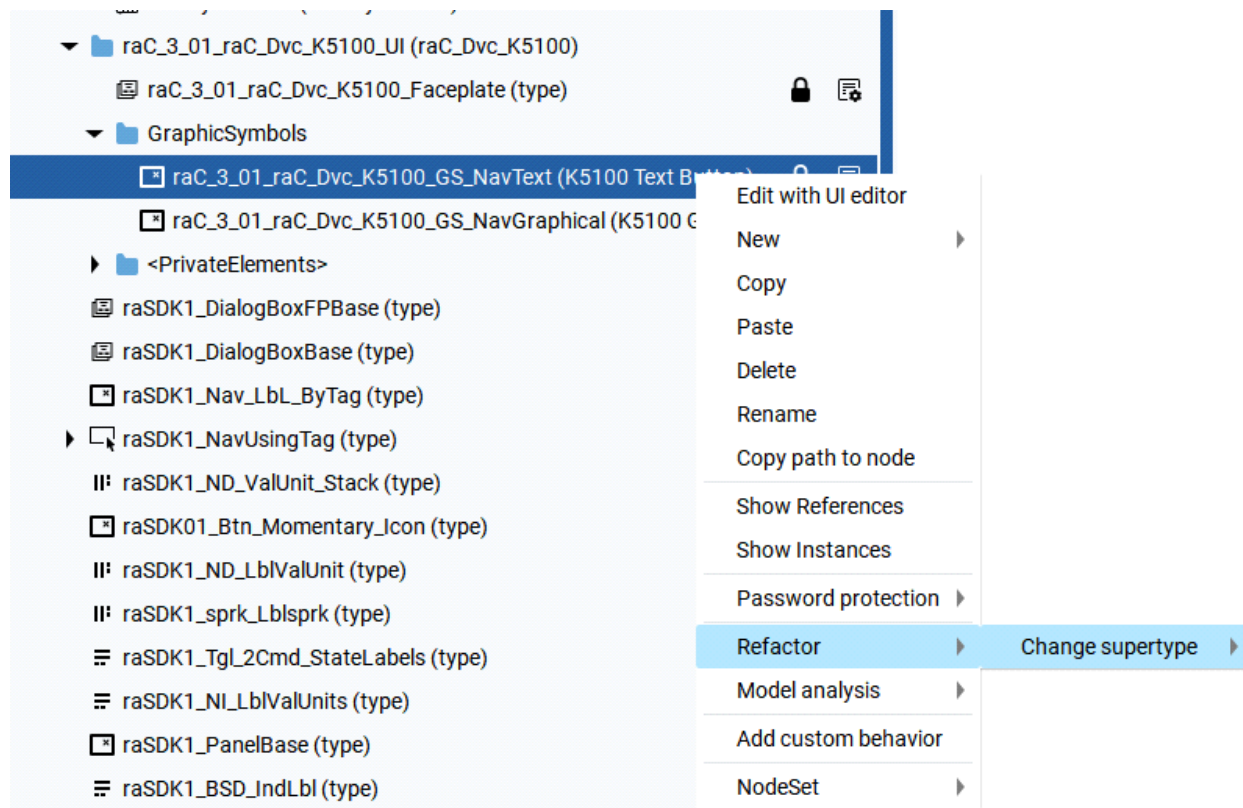 raC_3_01_raC_Dvc_K5100_UI (raC_Dvc_K5100)
raC_3_01_raC_Dvc_K5100_Faceplate (type)
GraphicSymbols
raC_3_01_raC_Dvc_K5100_GS_NavText (K5100 Text Button)
raC_3_01_raC_Dvc_K5100_GS_NavGraphical (K5100 G
<PrivateElements>
raSDK1_DialogBoxFPBase (type)
raSDK1_DialogBoxBase (type)
raSDK1_Nav_LbL_ByTag (type)
raSDK1_NavUsingTag (type)
raSDK1_ND_ValUnit_Stack (type)
raSDK01_Btn_Momentary_Icon (type)
raSDK1_ND_LblValUnit (type)
raSDK1_sprk_Lblsprk (type)
raSDK1_Tgl_2Cmd_StateLabels (type)
raSDK1_NI_LblValUnits (type)
raSDK1_PanelBase (type)
raSDK1_BSD_IndLbl (type)
Edit with UI editor
New
Copy
Paste
Delete
Rename
Copy path to node
Show References
Show Instances
Password protection
Refactor
Change supertype
Model analysis
Add custom behavior
NodeSet